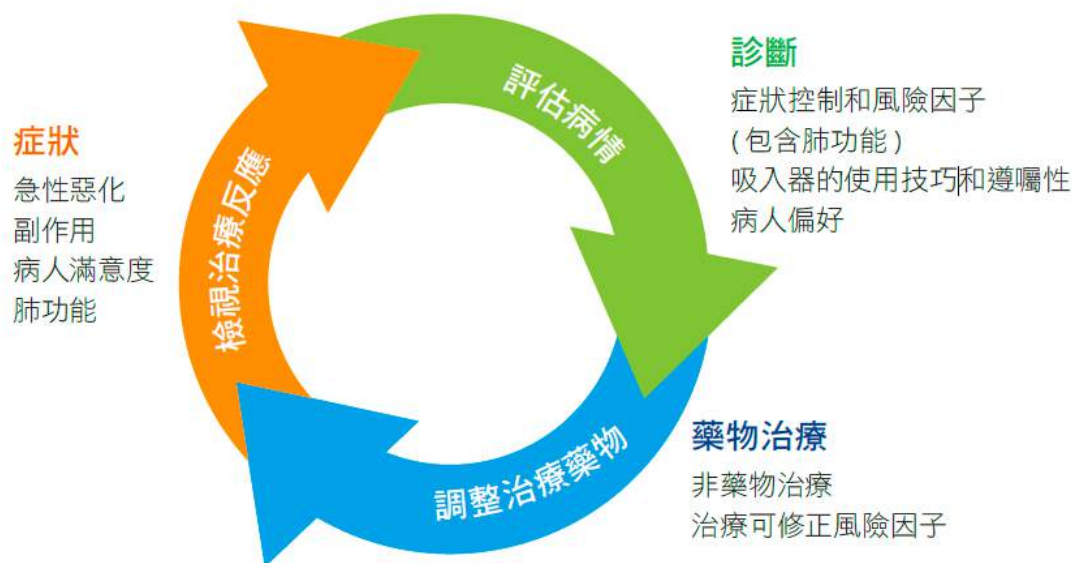 評估病情
診斷
症狀控制和風險因子
( 包含肺功能 )
吸入器的使用技巧和遵囑性
病人偏好
調整治療藥物
藥物治療
非藥物治療
治療可修正風險因子
檢視治療反應
症狀
急性惡化
副作用
病人滿意度
肺功能